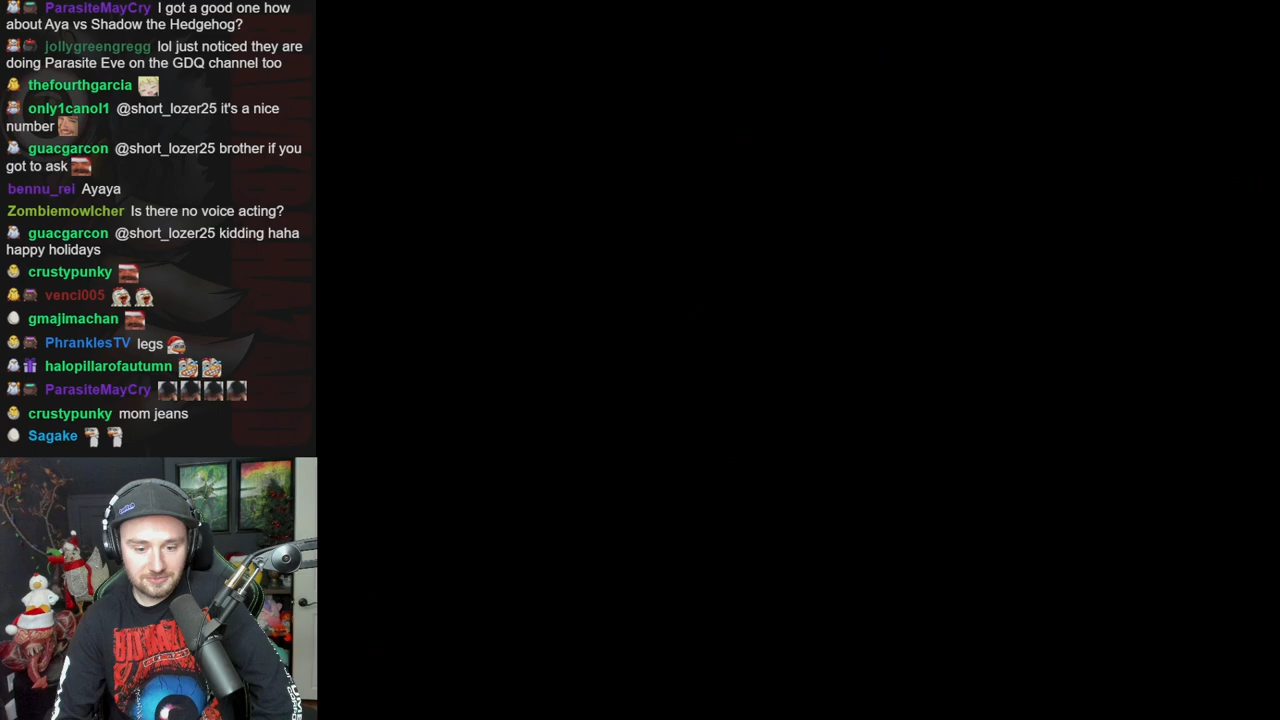 ParasiteMayCry I got a good one how
about Aya vs Shadow the Hedgehog?
jollygreengregg lol just noticed they are
doing Parasite Eve on the GDQ channel too
thefourthgarcia
only1canol1 @short_lozer25 it's a nice
number
guacgarcon @short_lozer25 brother if you
got to ask
bennu_rei Ayaya
Zombiemowlcher Is there no voice acting?
guacgarcon @short_lozer25 kidding haha
happy holidays
crustypunky
venci005
gmajimachan
PhranklesTV legs
halopillarofautumn
ParasiteMayCry
crustypunky mom jeans
Sagake